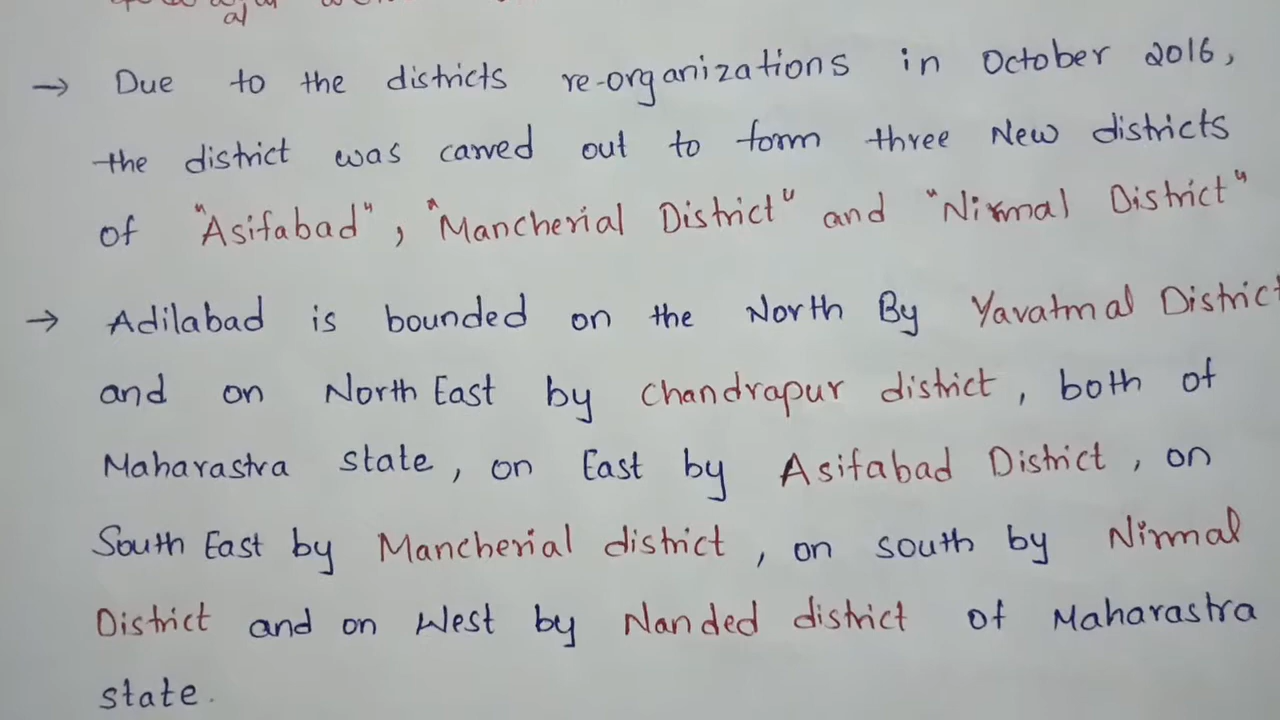 → Due to the districts re-organizations in October 2016,
the district was carved out to form three New districts
of "Asifabad", "Mancherial District" and "Nirmal District"
→ Adilabad is bounded on the North By Yavatmal District
and on North East by Chandrapur district, both of
Maharastra state, on East by Asifabad District, on
South East by Mancherial district, on south by Nirmal
District and on West by Nanded district of Maharastra
state.